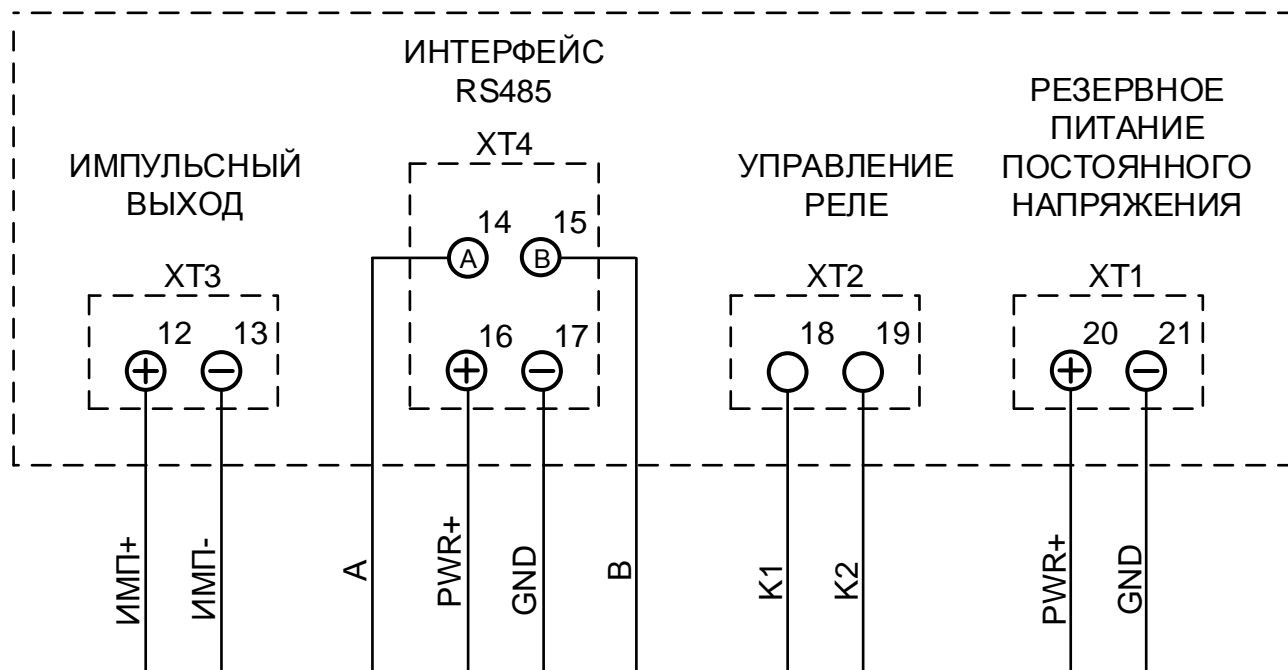 ИМПУЛЬСНЫЙ
ВЫХОД
XT3
12 13
ИМП+
ИМП-
ИНТЕРФЕЙС
RS485
XT4
14 15
A B
16 17
A
PWR+
GND
B
УПРАВЛЕНИЕ
РЕЛЕ
XT2
18 19
K1
K2
РЕЗЕРВНОЕ
ПИТАНИЕ
ПОСТОЯННОГО
НАПРЯЖЕНИЯ
XT1
20 21
PWR+
GND